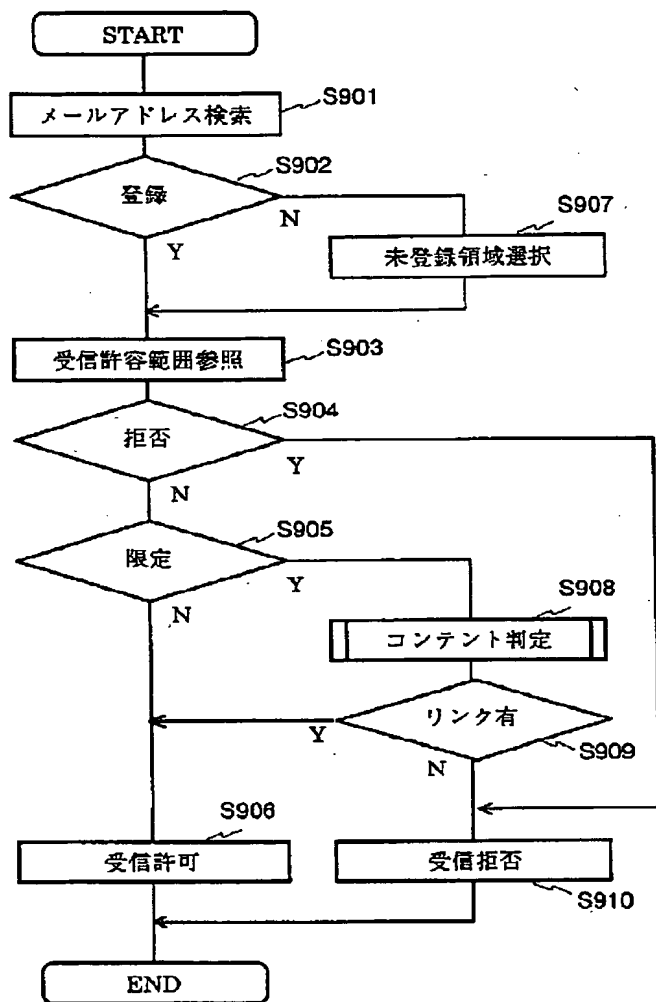 START
メールアドレス検索
S901
登録
S902
N
Y
S907
未登録領域選択
受信許容範囲参照
S903
拒否
S904
Y
N
限定
S905
Y
N
S908
コンテント判定
リンク有
Y
S909
N
S906
受信許可
受信拒否
S910
END